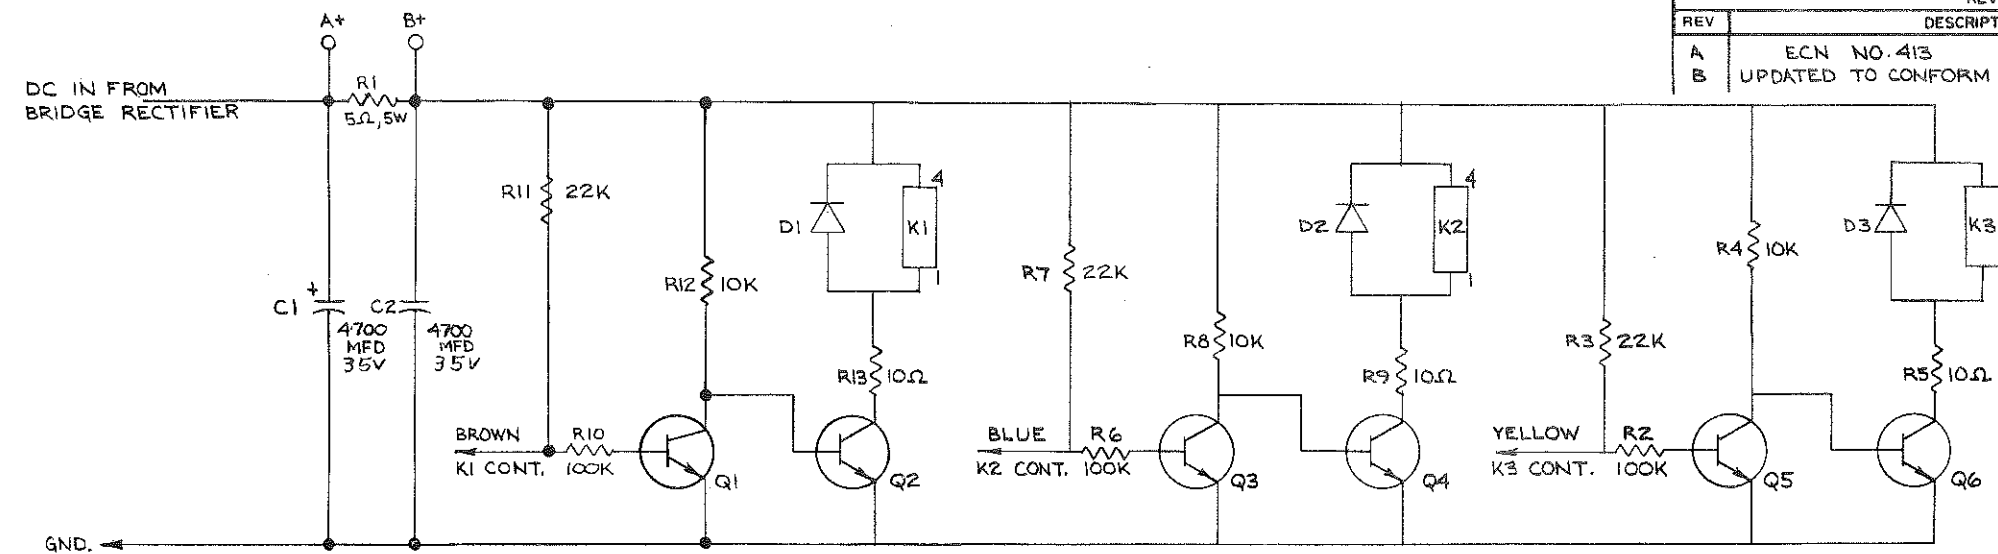 A+
B+
DC IN FROM
BRIDGE RECTIFIER
R1
5Ω, 5W
REV
DESCRIPT
A ECN NO. 413
B UPDATED TO CONFORM
R11 22K
R12 10K
D1
K1
4
1
R13 10Ω
C1
+
4700
MFD
35V
C2
4700
MFD
35V
BROWN
K1 CONT.
R10
100K
Q1
Q2
R7 22K
R8 10K
D2
K2
4
1
R9 10Ω
BLUE
K2 CONT.
R6
100K
Q3
Q4
R3 22K
R4 10K
D3
K3
R5 10Ω
YELLOW
K3 CONT.
R2
100K
Q5
Q6
GND.